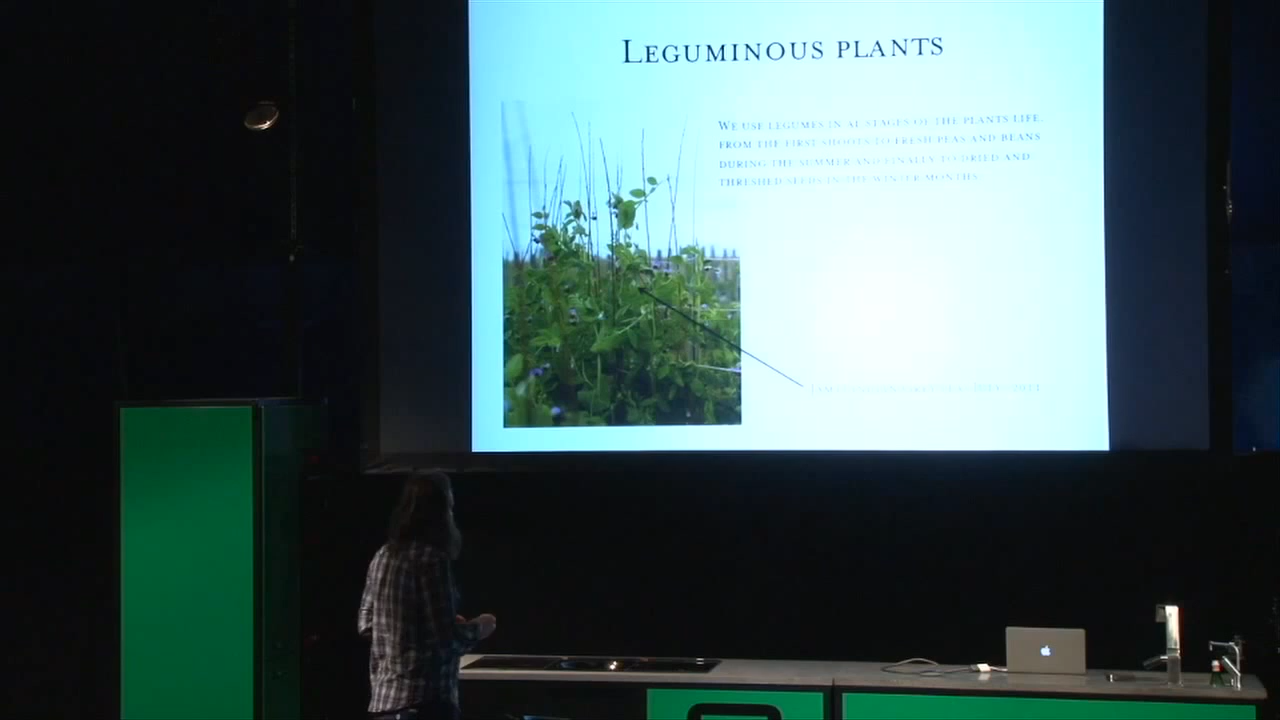 LEGUMINOUS PLANTS
WE USE LEGUMES IN AL STAGES OF THE PLANTS LIFE,
FROM THE FIRST SHOOTS TO FRESH PEAS AND BEANS
DURING THE SUMMER AND FINALLY TO DRIED AND
THRESHED SEEDS IN THE WINTER MONTHS.